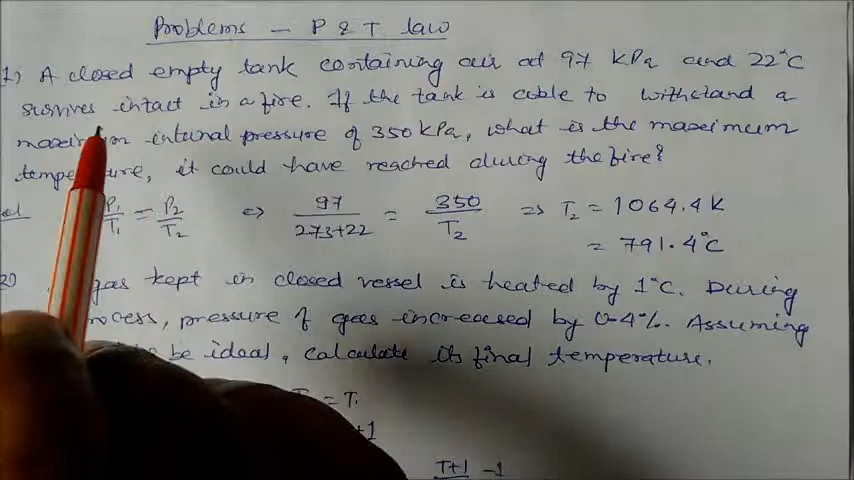 Problems - P & T law
1) A closed empty tank containing air at 97 kPa and 22°C
survives intact in a fire. If the tank is able to withstand a
internal pressure of 350 kPa, what is the maximum
it could have reached during the fire?
P₁/T₁ = P₂/T₂ => 97/273+22 = 350/T₂ => T₂ = 1064.4 K
= 791.4°C
2) gas kept in closed vessel is heated by 1°C. During
pressure of gas increased by 0.4%. Assuming
be ideal, calculate its final temperature.
= T₁
+1
T+1 -1